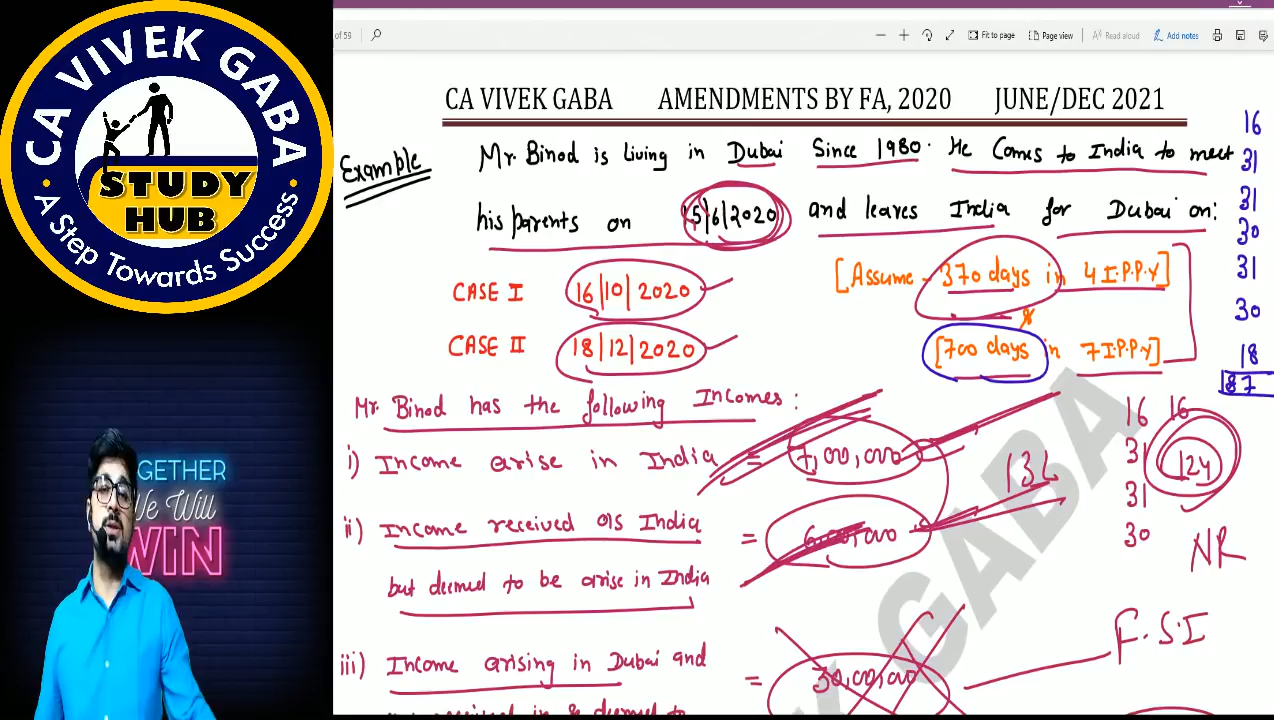 CA VIVEK GABA
STUDY
HUB
• A Step Towards Success •
TOGETHER
We Will
WIN
of 59
Fit to page
Page view
Read aloud
Add notes
CA VIVEK GABA AMENDMENTS BY FA, 2020 JUNE/DEC 2021
Example
Mr. Binod is living in Dubai Since 1980. He Comes to India to meet
his parents on 15/6/2020 and leaves India for Dubai on:
CASE I 16/10/2020
[Assume - 370 days in 4 I.P.P.Y]
&
CASE II 18/12/2020
[700 days in 7 I.P.P.Y]
Mr. Binod has the following Incomes:
i) Income arise in India = 7,00,000
13L
ii) Income received o/s India = 6,00,000
but deemed to be arise in India
iii) Income arising in Dubai and = 30,00,000
F.S.I
16
31
31
30
31
30
18
187
16
31
31
30
16
124
NR
GABA